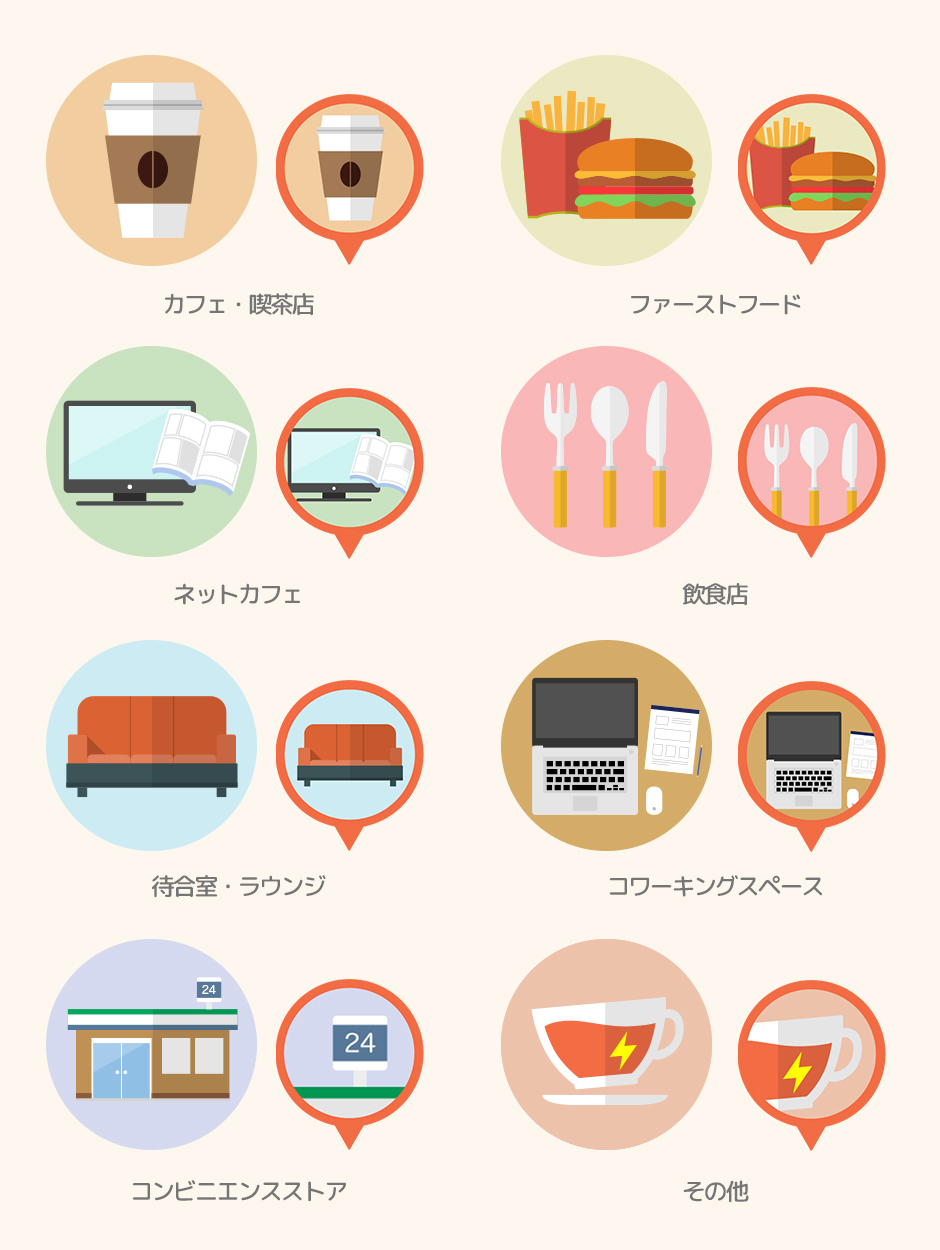 カフェ・喫茶店
ファーストフード
ネットカフェ
飲食店
待合室・ラウンジ
コワーキングスペース
24
24
コンビニエンスストア
その他